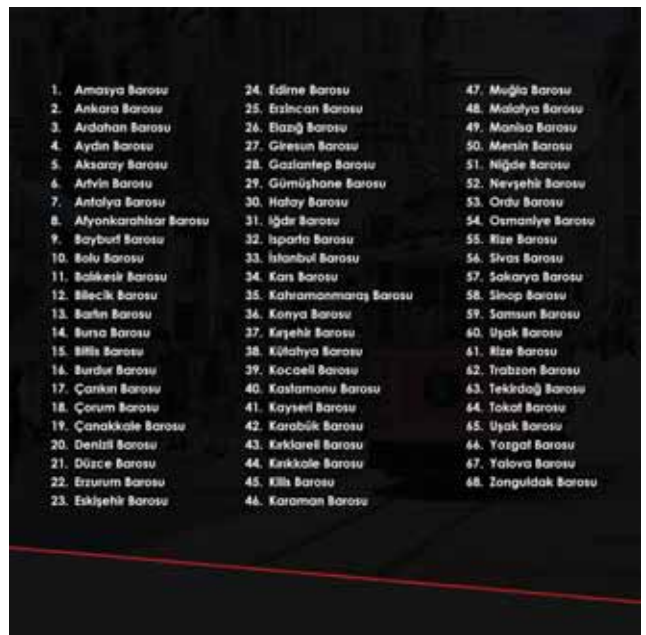 1. Amasya Barosu
2. Ankara Barosu
3. Ardahan Barosu
4. Aydın Barosu
5. Aksaray Barosu
6. Artvin Barosu
7. Antalya Barosu
8. Afyonkarahisar Barosu
9. Bayburt Barosu
10. Bolu Barosu
11. Balıkesir Barosu
12. Bilecik Barosu
13. Bartın Barosu
14. Bursa Barosu
15. Bitlis Barosu
16. Burdur Barosu
17. Çankırı Barosu
18. Çorum Barosu
19. Çanakkale Barosu
20. Denizli Barosu
21. Düzce Barosu
22. Erzurum Barosu
23. Eskişehir Barosu
24. Edirne Barosu
25. Erzincan Barosu
26. Elazığ Barosu
27. Giresun Barosu
28. Gaziantep Barosu
29. Gümüşhane Barosu
30. Hatay Barosu
31. Iğdır Barosu
32. Isparta Barosu
33. İstanbul Barosu
34. Kars Barosu
35. Kahramanmaraş Barosu
36. Konya Barosu
37. Kırşehir Barosu
38. Kütahya Barosu
39. Kocaeli Barosu
40. Kastamonu Barosu
41. Kayseri Barosu
42. Karabük Barosu
43. Kırklareli Barosu
44. Kırıkkale Barosu
45. Kilis Barosu
46. Karaman Barosu
47. Muğla Barosu
48. Malatya Barosu
49. Manisa Barosu
50. Mersin Barosu
51. Niğde Barosu
52. Nevşehir Barosu
53. Ordu Barosu
54. Osmaniye Barosu
55. Rize Barosu
56. Sivas Barosu
57. Sakarya Barosu
58. Sinop Barosu
59. Samsun Barosu
60. Uşak Barosu
61. Rize Barosu
62. Trabzon Barosu
63. Tekirdağ Barosu
64. Tokat Barosu
65. Uşak Barosu
66. Yozgat Barosu
67. Yalova Barosu
68. Zonguldak Barosu